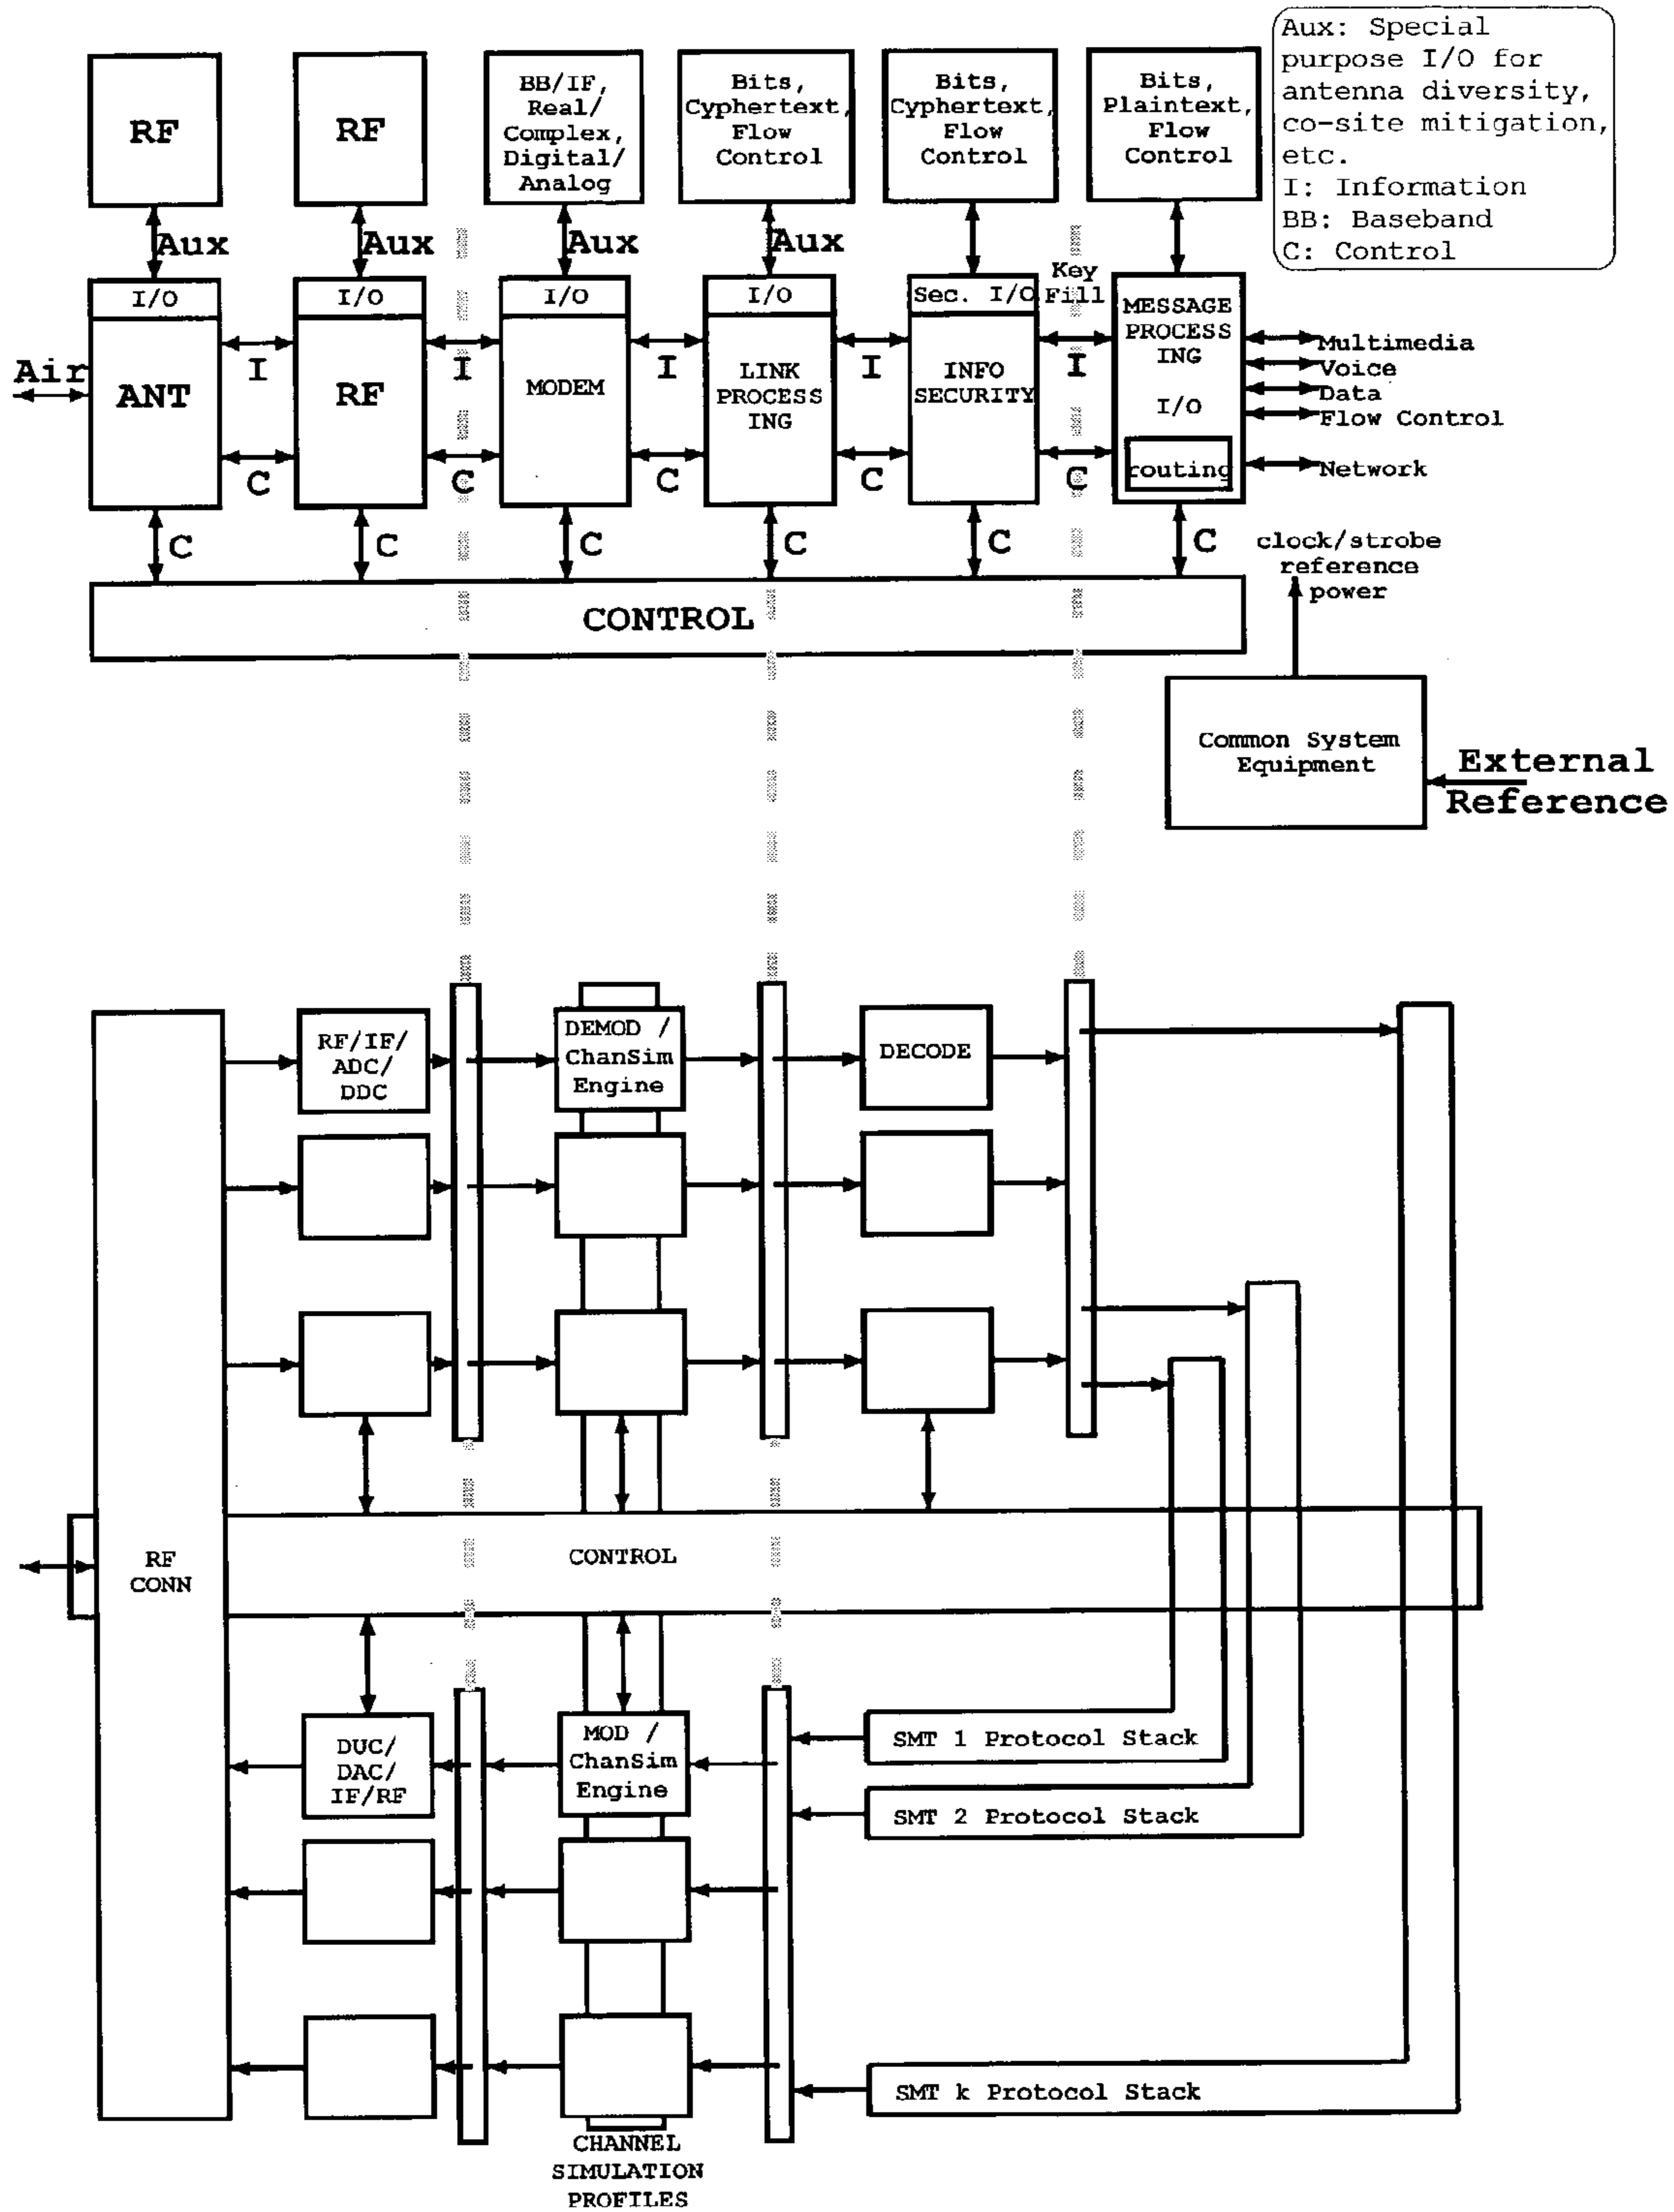 Aux: Special
purpose I/O for
antenna diversity,
co-site mitigation,
etc.
I: Information
BB: Baseband
C: Control
RF
RF
BB/IF,
Real/
Complex,
Digital/
Analog
Bits,
Cyphertext,
Flow
Control
Bits,
Cyphertext,
Flow
Control
Bits,
Plaintext,
Flow
Control
Aux
Aux
Aux
Aux
Key
Fill
I/O
I/O
I/O
I/O
Sec. I/O
Air
ANT
RF
MODEM
LINK
PROCESS
ING
INFO
SECURITY
MESSAGE
PROCESS
ING
I/O
routing
I
I
I
I
I
C
C
C
C
C
Multimedia
Voice
Data
Flow Control
Network
C
C
C
C
C
C
CONTROL
clock/strobe
reference
power
Common System
Equipment
External
Reference
RF/IF/
ADC/
DDC
DEMOD /
ChanSim
Engine
DECODE
RF
CONN
CONTROL
DUC/
DAC/
IF/RF
MOD /
ChanSim
Engine
SMT 1 Protocol Stack
SMT 2 Protocol Stack
SMT k Protocol Stack
CHANNEL
SIMULATION
PROFILES